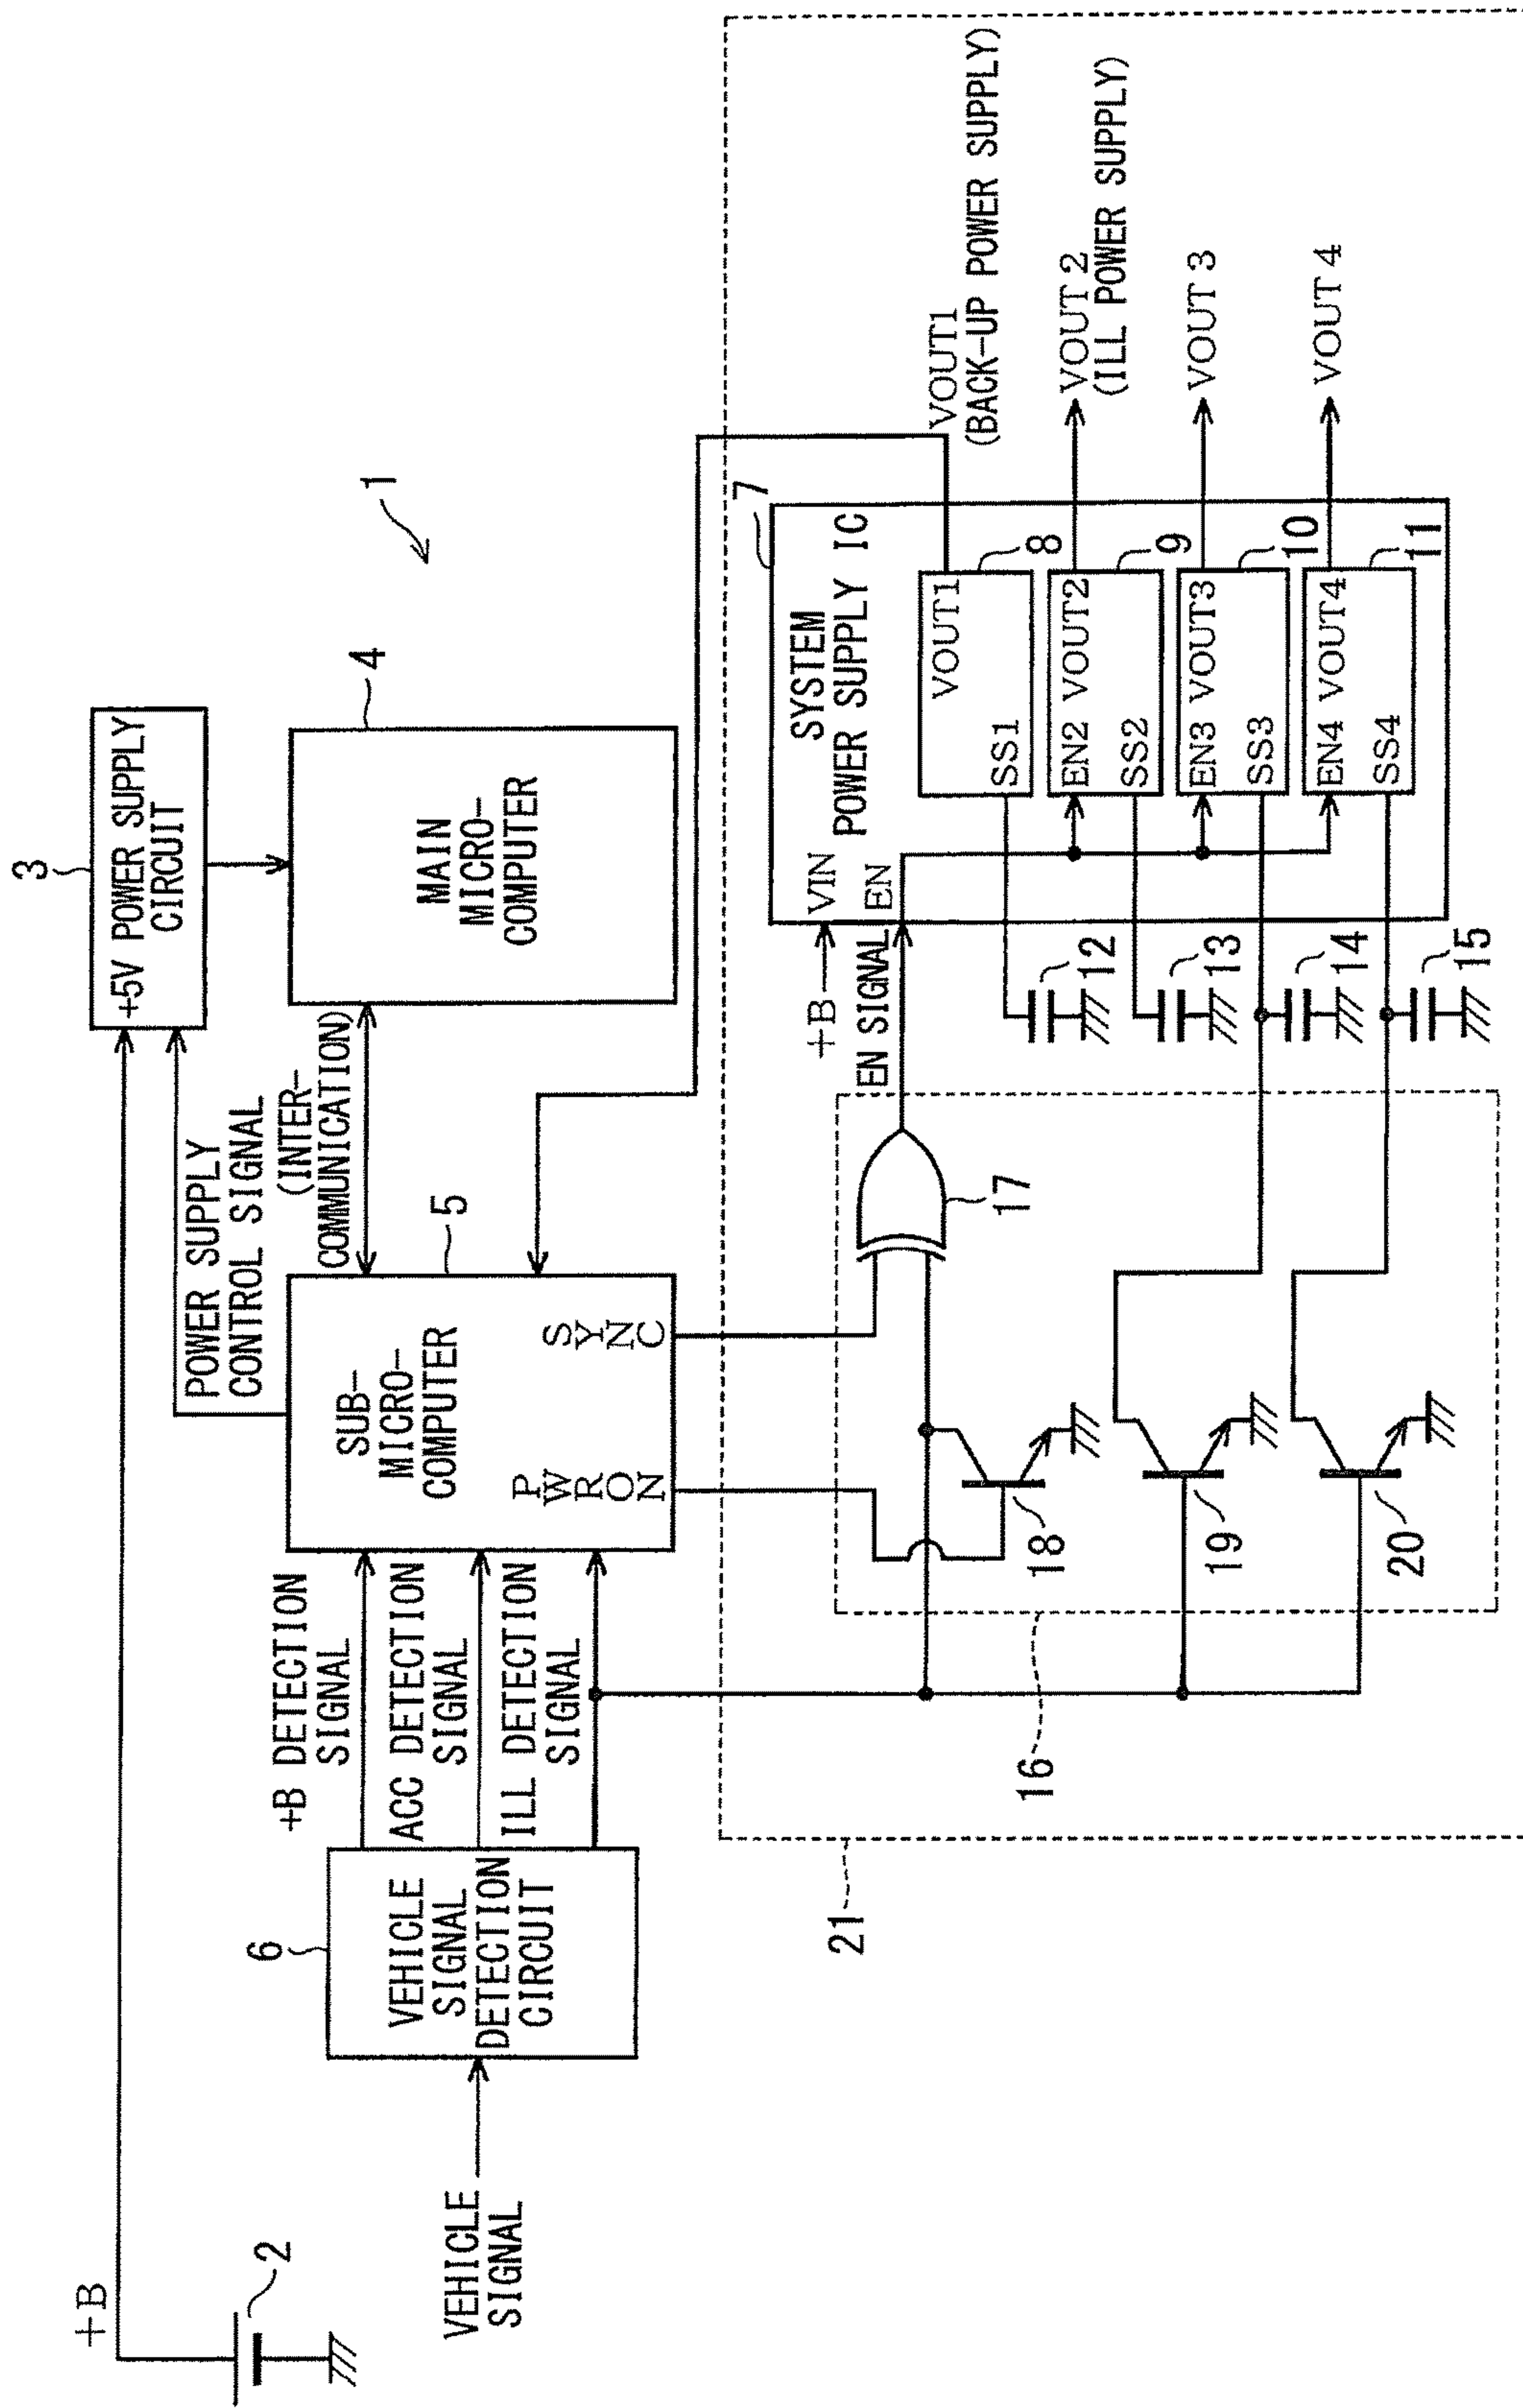 +B
2
3
+5V POWER SUPPLY
CIRCUIT
1
POWER SUPPLY
CONTROL SIGNAL
(INTER-
COMMUNICATION)
4
MAIN
MICRO-
COMPUTER
5
SUB-
MICRO-
COMPUTER
PWRON
SYNC
VEHICLE
SIGNAL
6
VEHICLE
SIGNAL
DETECTION
CIRCUIT
+B DETECTION
SIGNAL
ACC DETECTION
SIGNAL
ILL DETECTION
SIGNAL
21
16
17
18
19
20
+B
EN SIGNAL
7
SYSTEM
POWER SUPPLY IC
VIN
EN
VOUT1
SS1
8
EN2 VOUT2
SS2
9
EN3 VOUT3
SS3
10
EN4 VOUT4
SS4
11
12
13
14
15
VOUT1
(BACK-UP POWER SUPPLY)
VOUT 2
(ILL POWER SUPPLY)
VOUT 3
VOUT 4